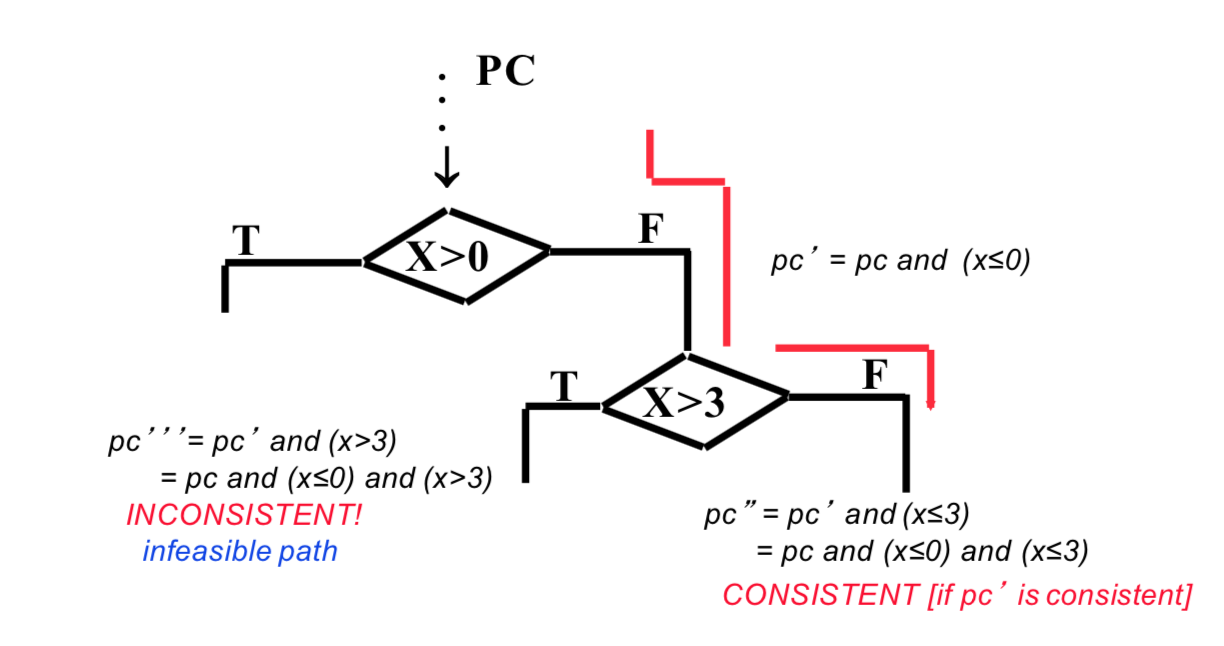 PC
T
X>0
F
pc’ = pc and (x≤0)
T
X>3
F
pc’’’= pc’ and (x>3)
= pc and (x≤0) and (x>3)
INCONSISTENT!
infeasible path
pc”= pc’ and (x≤3)
= pc and (x≤0) and (x≤3)
CONSISTENT [if pc’ is consistent]